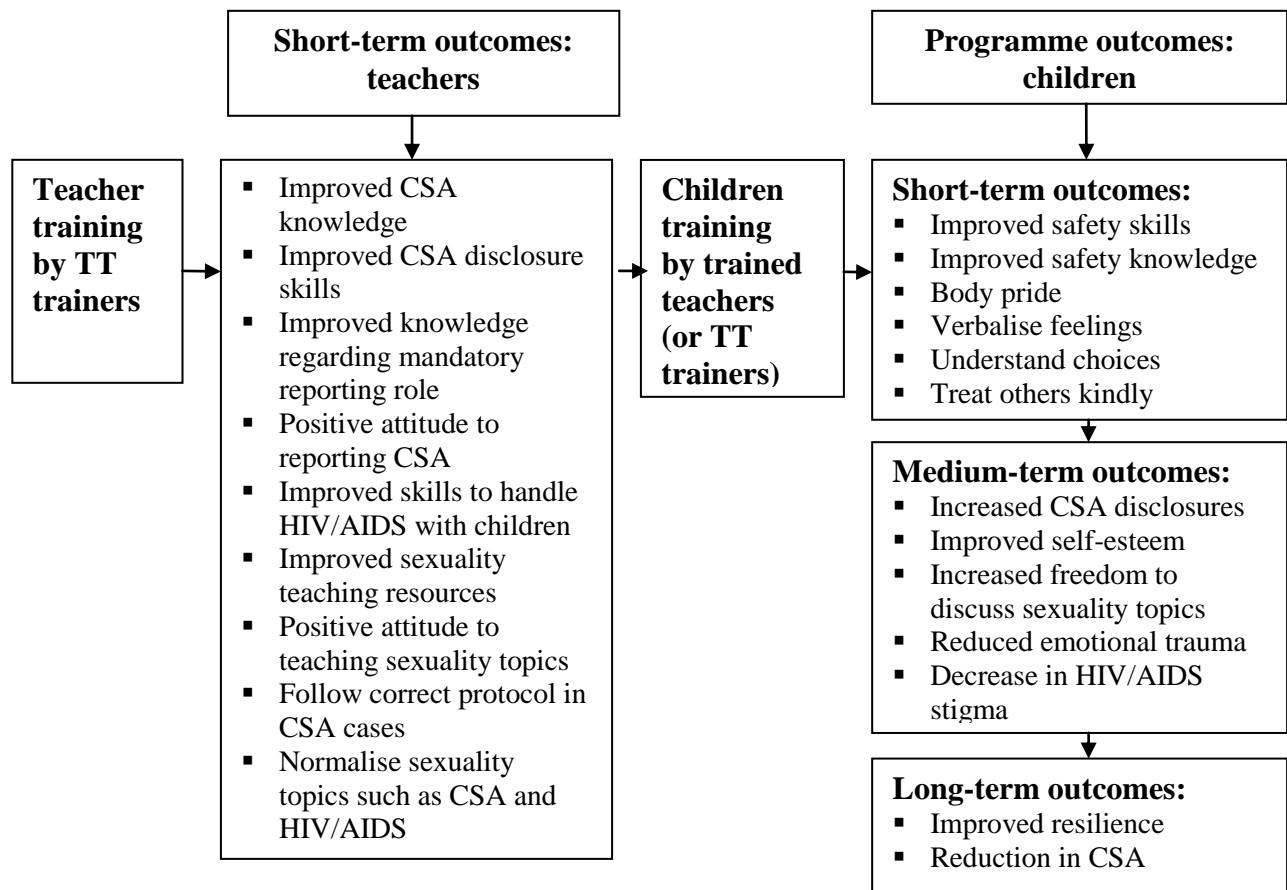 Short-term outcomes:
teachers
Programme outcomes:
children
Teacher
training
by TT
trainers
▪ Improved CSA
knowledge
▪ Improved CSA disclosure
skills
▪ Improved knowledge
regarding mandatory
reporting role
▪ Positive attitude to
reporting CSA
▪ Improved skills to handle
HIV/AIDS with children
▪ Improved sexuality
teaching resources
▪ Positive attitude to
teaching sexuality topics
▪ Follow correct protocol in
CSA cases
▪ Normalise sexuality
topics such as CSA and
HIV/AIDS
Children
training
by trained
teachers
(or TT
trainers)
Short-term outcomes:
▪ Improved safety skills
▪ Improved safety knowledge
▪ Body pride
▪ Verbalise feelings
▪ Understand choices
▪ Treat others kindly
Medium-term outcomes:
▪ Increased CSA disclosures
▪ Improved self-esteem
▪ Increased freedom to
discuss sexuality topics
▪ Reduced emotional trauma
▪ Decrease in HIV/AIDS
stigma
Long-term outcomes:
▪ Improved resilience
▪ Reduction in CSA